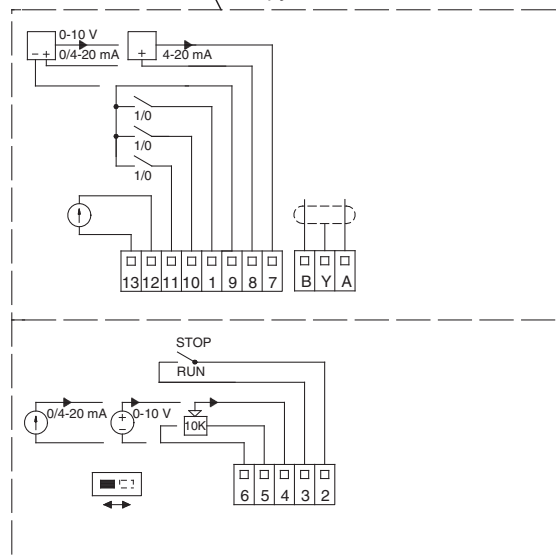 0-10 V
− + 0/4-20 mA + 4-20 mA
1/0
1/0
1/0
13 12 11 10 1 9 8 7 B Y A
STOP
RUN
0/4-20 mA + − 0-10 V
10K
6 5 4 3 2